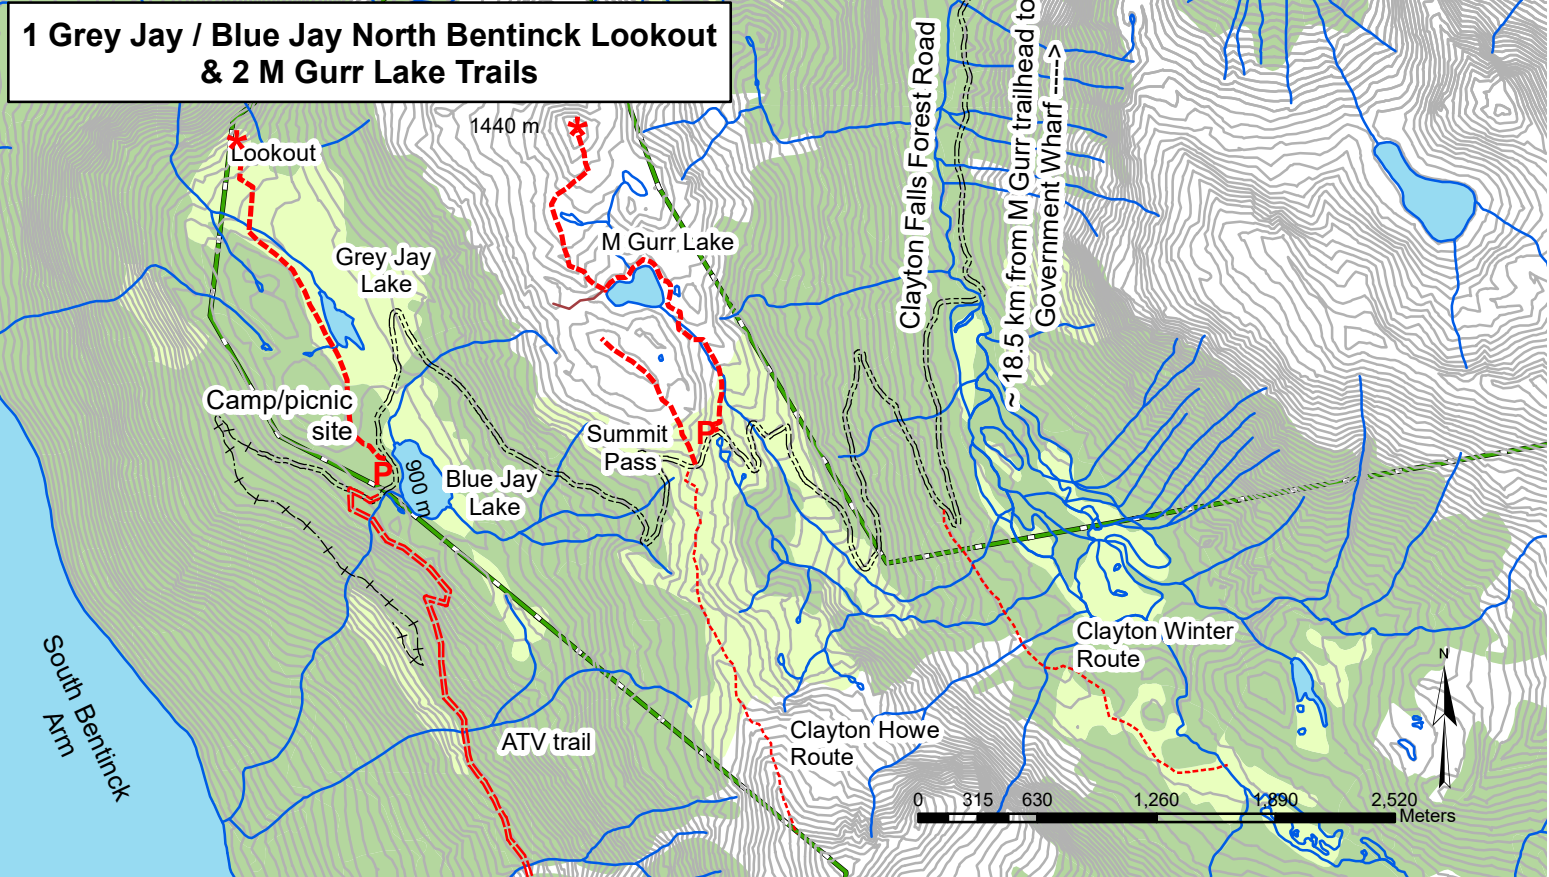 1 Grey Jay / Blue Jay North Bentinck Lookout
& 2 M Gurr Lake Trails
1440 m
Lookout
Grey Jay
Lake
M Gurr Lake
Clayton Falls Forest Road
~ 18.5 km from M Gurr trailhead to
Government Wharf ---->
Camp/picnic
site
P
900 m
Blue Jay
Lake
Summit
Pass
P
South Bentinck
Arm
ATV trail
Clayton Howe
Route
Clayton Winter
Route
N
0 315 630 1,260 1,890 2,520
Meters